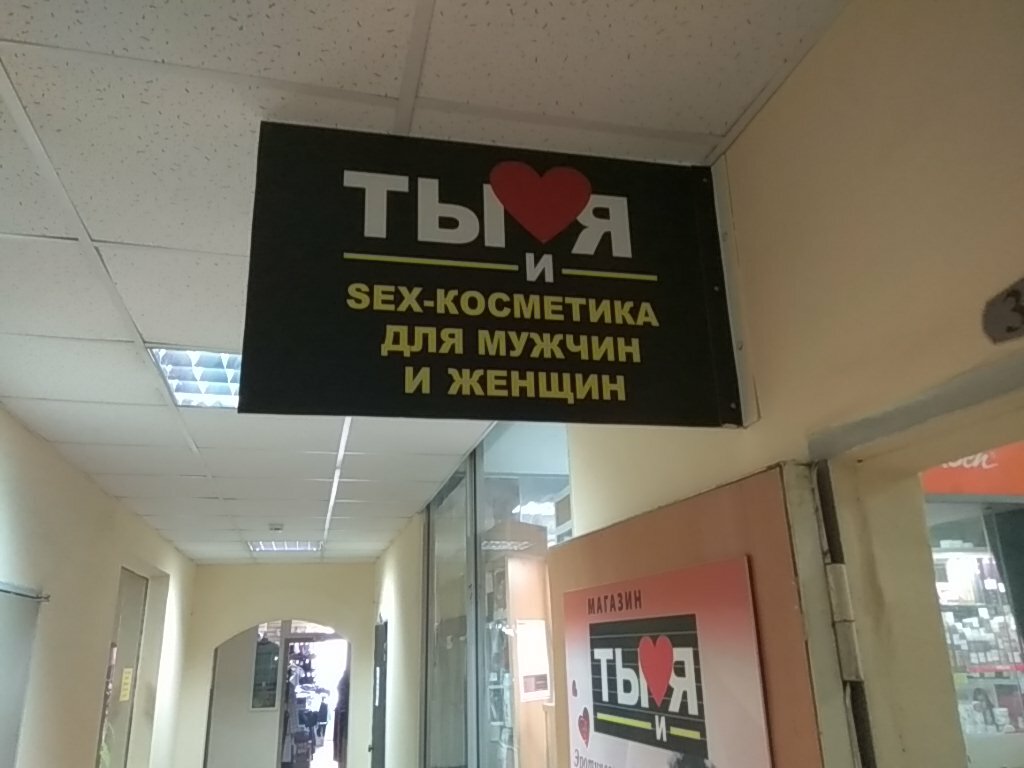 ТЫ Я
И
SEX-КОСМЕТИКА
ДЛЯ МУЖЧИН
И ЖЕНЩИН
МАГАЗИН
ТЫ Я
И